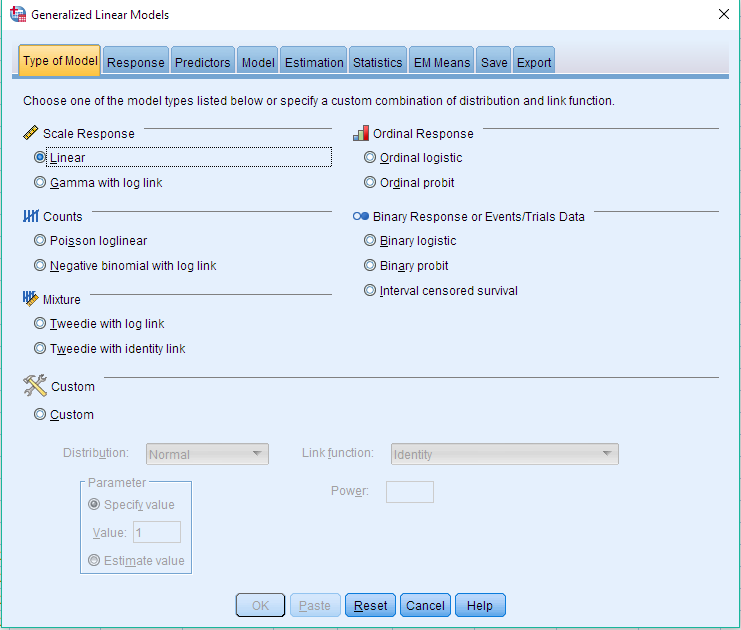 Generalized Linear Models
Type of Model Response Predictors Model Estimation Statistics EM Means Save Export
Choose one of the model types listed below or specify a custom combination of distribution and link function.
Scale Response
Linear
Gamma with log link
Counts
Poisson loglinear
Negative binomial with log link
Mixture
Tweedie with log link
Tweedie with identity link
Ordinal Response
Ordinal logistic
Ordinal probit
Binary Response or Events/Trials Data
Binary logistic
Binary probit
Interval censored survival
Custom
Custom
Distribution: Normal Link function: Identity
Parameter
Specify value
Value: 1
Estimate value
Power:
OK Paste Reset Cancel Help